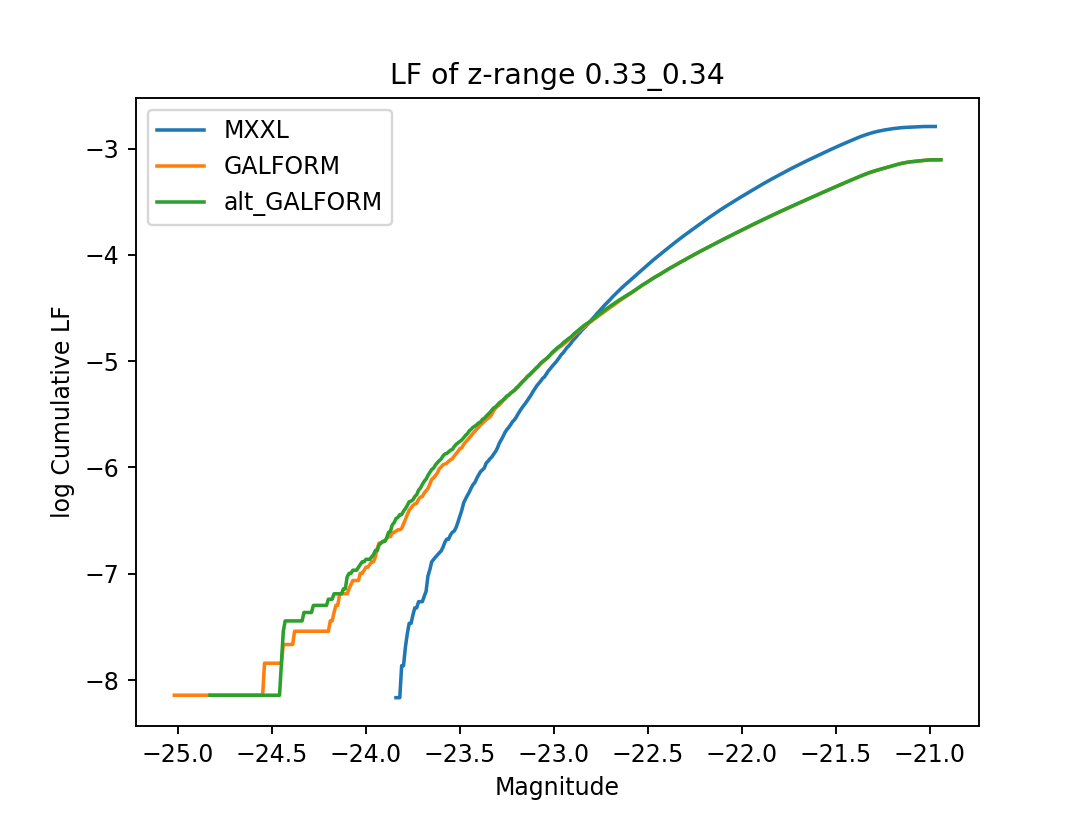 LF of z-range 0.33_0.34
MXXL
GALFORM
alt_GALFORM
log Cumulative LF
−3
−4
−5
−6
−7
−8
−25.0 −24.5 −24.0 −23.5 −23.0 −22.5 −22.0 −21.5 −21.0
Magnitude